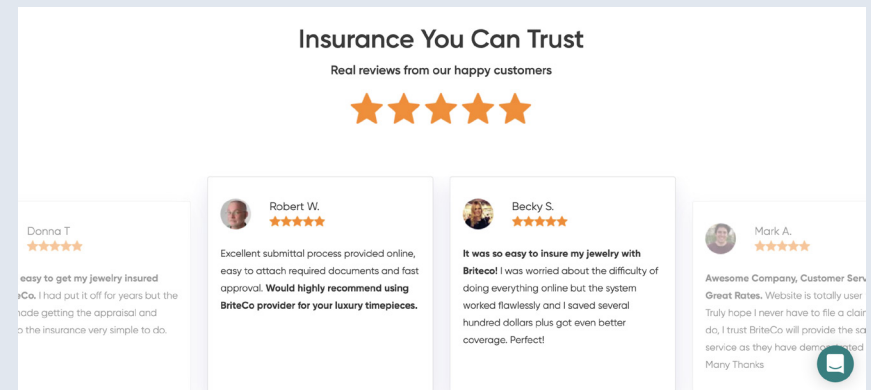 Insurance You Can Trust
Real reviews from our happy customers
Donna T
easy to get my jewelry insured
Co. I had put it off for years but the
made getting the appraisal and
the insurance very simple to do.
Robert W.
Excellent submittal process provided online,
easy to attach required documents and fast
approval. Would highly recommend using
BriteCo provider for your luxury timepieces.
Becky S.
It was so easy to insure my jewelry with
Briteco! I was worried about the difficulty of
doing everything online but the system
worked flawlessly and I saved several
hundred dollars plus got even better
coverage. Perfect!
Mark A.
Awesome Company, Customer Serv
Great Rates. Website is totally user
Truly hope I never have to file a clai
do, I trust BriteCo will provide the sa
service as they have demonstrated
Many Thanks